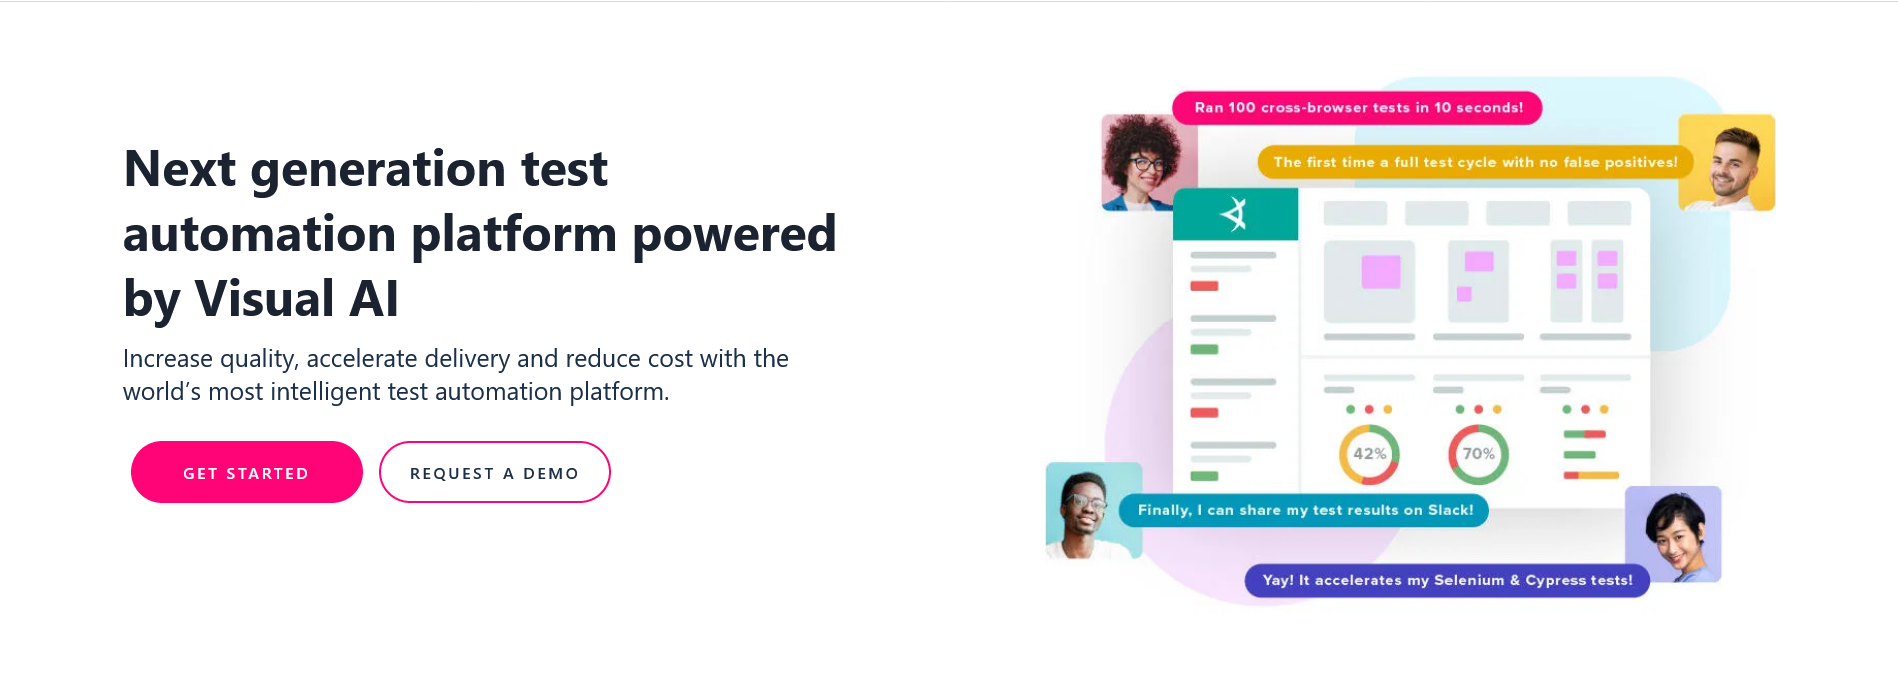 Next generation test
automation platform powered
by Visual AI
Increase quality, accelerate delivery and reduce cost with the
world’s most intelligent test automation platform.
GET STARTED
REQUEST A DEMO
Ran 100 cross-browser tests in 10 seconds!
The first time a full test cycle with no false positives!
42%
70%
Finally, I can share my test results on Slack!
Yay! It accelerates my Selenium & Cypress tests!